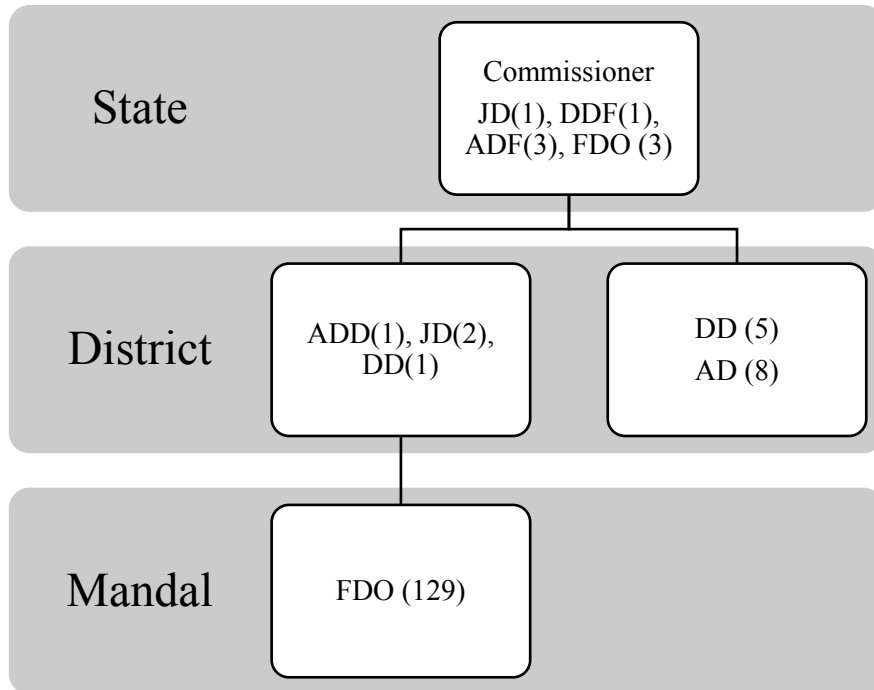 State
Commissioner
JD(1), DDF(1),
ADF(3), FDO (3)
District
ADD(1), JD(2),
DD(1)
DD (5)
AD (8)
Mandal
FDO (129)